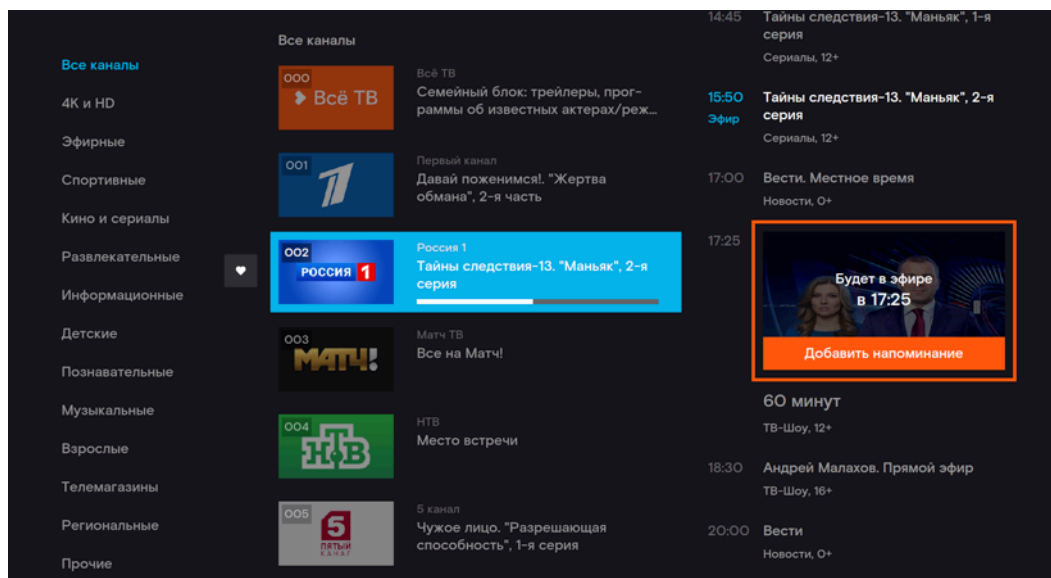 Все каналы
4K и HD
Эфирные
Спортивные
Кино и сериалы
Развлекательные
Информационные
Детские
Познавательные
Музыкальные
Взрослые
Телемагазины
Региональные
Прочие
Все каналы
000
Всё ТВ
Всё ТВ
Семейный блок: трейлеры, прог-
раммы об известных актерах/реж...
001
Первый канал
Давай поженимся!. "Жертва
обмана", 2-я часть
002
РОССИЯ 1
Россия 1
Тайны следствия-13. "Маньяк", 2-я
серия
003
МАТЧ!
Матч ТВ
Все на Матч!
004
НТВ
НТВ
Место встречи
005
5
ПЯТЫЙ
КАНАЛ
5 канал
Чужое лицо. "Разрешающая
способность", 1-я серия
14:45 Тайны следствия-13. "Маньяк", 1-я
серия
Сериалы, 12+
15:50 Тайны следствия-13. "Маньяк", 2-я
Эфир серия
Сериалы, 12+
17:00 Вести. Местное время
Новости, 0+
17:25
Будет в эфире
в 17:25
Добавить напоминание
60 минут
ТВ-Шоу, 12+
18:30 Андрей Малахов. Прямой эфир
ТВ-Шоу, 16+
20:00 Вести
Новости, 0+